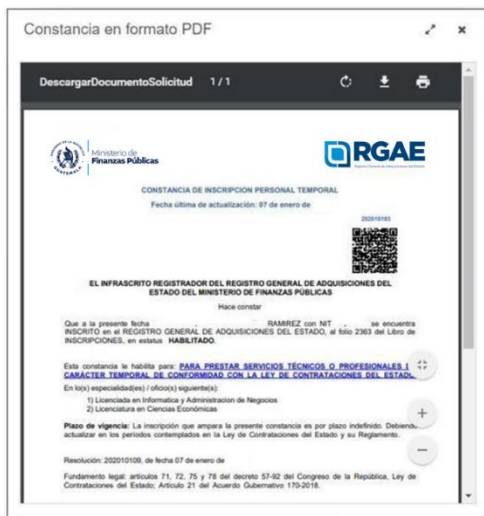 Constancia en formato PDF
DescargarDocumentoSolicitud 1 / 1
GUATEMALA
Ministerio de
Finanzas Públicas
RGAE
CONSTANCIA DE INSCRIPCION PERSONAL TEMPORAL
Fecha última de actualización: 07 de enero de
EL INFRASCRITO REGISTRADOR DEL REGISTRO GENERAL DE ADQUISICIONES DEL
ESTADO DEL MINISTERIO DE FINANZAS PÚBLICAS
Hace constar
Que a la presente fecha RAMIREZ con NIT se encuentra
INSCRITO en el REGISTRO GENERAL DE ADQUISICIONES DEL ESTADO, al folio 2363 del Libro de
INSCRIPCIONES, en estatus HABILITADO.
Esta constancia le habilita para: PARA PRESTAR SERVICIOS TÉCNICOS O PROFESIONALES
CARÁCTER TEMPORAL DE CONFORMIDAD CON LA LEY DE CONTRATACIONES DEL
En lo(s) especialidad(es) / oficio(s) siguiente(s):
1) Licenciada en Informatica y Administracion de Negocios
2) Licenciatura en Ciencias Económicas
Plazo de vigencia: La inscripción que ampara la presente constancia es por plazo indefinido. Debiendo
actualizar en los periodos contemplados en la Ley de Contrataciones del Estado y su Reglamento.
Resolución: 202010109, de fecha 07 de enero de
Fundamento legal: artículos 71, 72, 75 y 78 del decreto 57-92 del Congreso de la República, Ley de
Contrataciones del Estado; Artículo 21 del Acuerdo Gubernativo 170-2018.